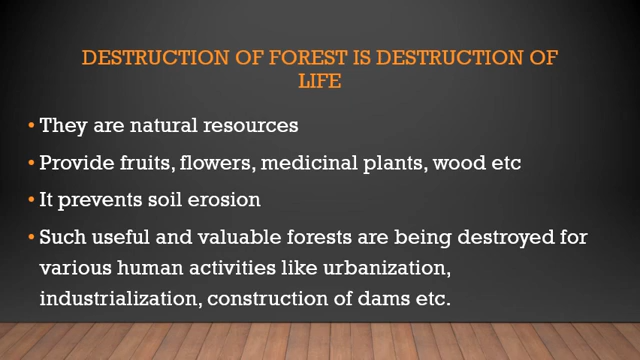 DESTRUCTION OF FOREST IS DESTRUCTION OF
LIFE
• They are natural resources
• Provide fruits, flowers, medicinal plants, wood etc
• It prevents soil erosion
• Such useful and valuable forests are being destroyed for
various human activities like urbanization,
industrialization, construction of dams etc.